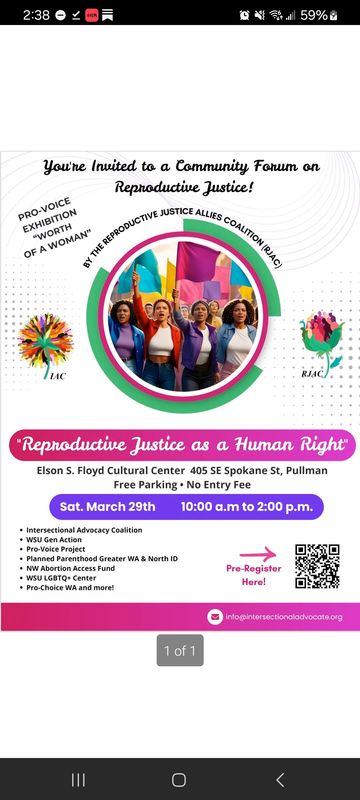 2:38
59%
You're Invited to a Community Forum on
Reproductive Justice!
PRO-VOICE
EXHIBITION
"WORTH
OF A WOMAN"
BY THE REPRODUCTIVE JUSTICE ALLIES COALITION (RJAC)
IAC
RJAC
"Reproductive Justice as a Human Right"
Elson S. Floyd Cultural Center 405 SE Spokane St, Pullman
Free Parking • No Entry Fee
Sat. March 29th 10:00 a.m to 2:00 p.m.
• Intersectional Advocacy Coalition
• WSU Gen Action
• Pro-Voice Project
• Planned Parenthood Greater WA & North ID
• NW Abortion Access Fund
• WSU LGBTQ+ Center
• Pro-Choice WA and more!
Pre-Register
Here!
info@intersectionaladvocate.org
1 of 1